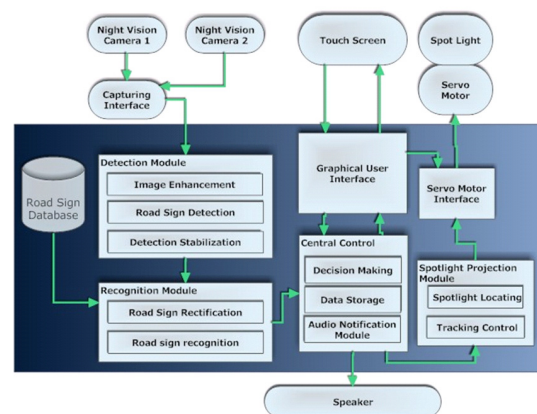 Night Vision
Camera 1
Night Vision
Camera 2
Touch Screen
Spot Light
Servo
Motor
Capturing
Interface
Detection Module
Image Enhancement
Road Sign Detection
Detection Stabilization
Graphical User
Interface
Servo Motor
Interface
Road Sign
Database
Central Control
Decision Making
Data Storage
Audio Notification
Module
Spotlight Projection
Module
Spotlight Locating
Tracking Control
Recognition Module
Road Sign Rectification
Road sign recognition
Speaker